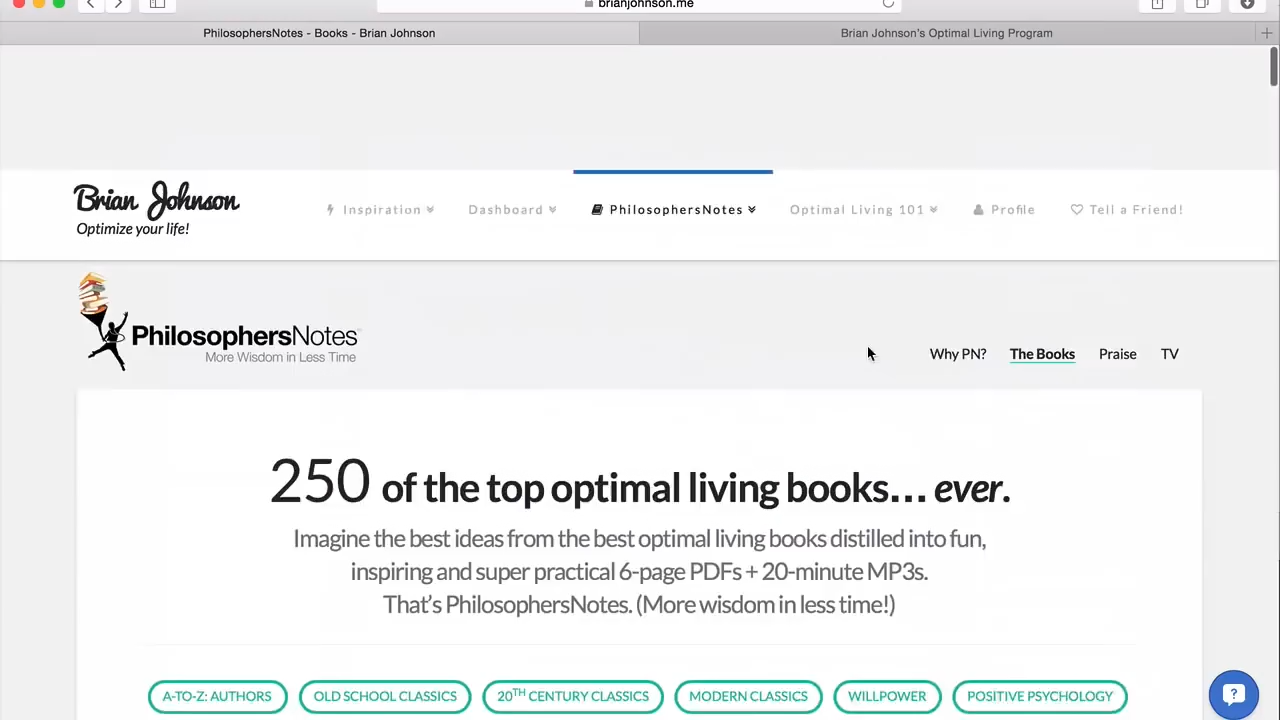 brianjohnson.me
PhilosophersNotes - Books - Brian Johnson
Brian Johnson's Optimal Living Program
Brian Johnson
Optimize your life!
Inspiration
Dashboard
PhilosophersNotes
Optimal Living 101
Profile
Tell a Friend!
PhilosophersNotes
More Wisdom in Less Time
Why PN?
The Books
Praise
TV
250 of the top optimal living books… ever.
Imagine the best ideas from the best optimal living books distilled into fun,
inspiring and super practical 6-page PDFs + 20-minute MP3s.
That's PhilosophersNotes. (More wisdom in less time!)
A-TO-Z: AUTHORS
OLD SCHOOL CLASSICS
20TH CENTURY CLASSICS
MODERN CLASSICS
WILLPOWER
POSITIVE PSYCHOLOGY